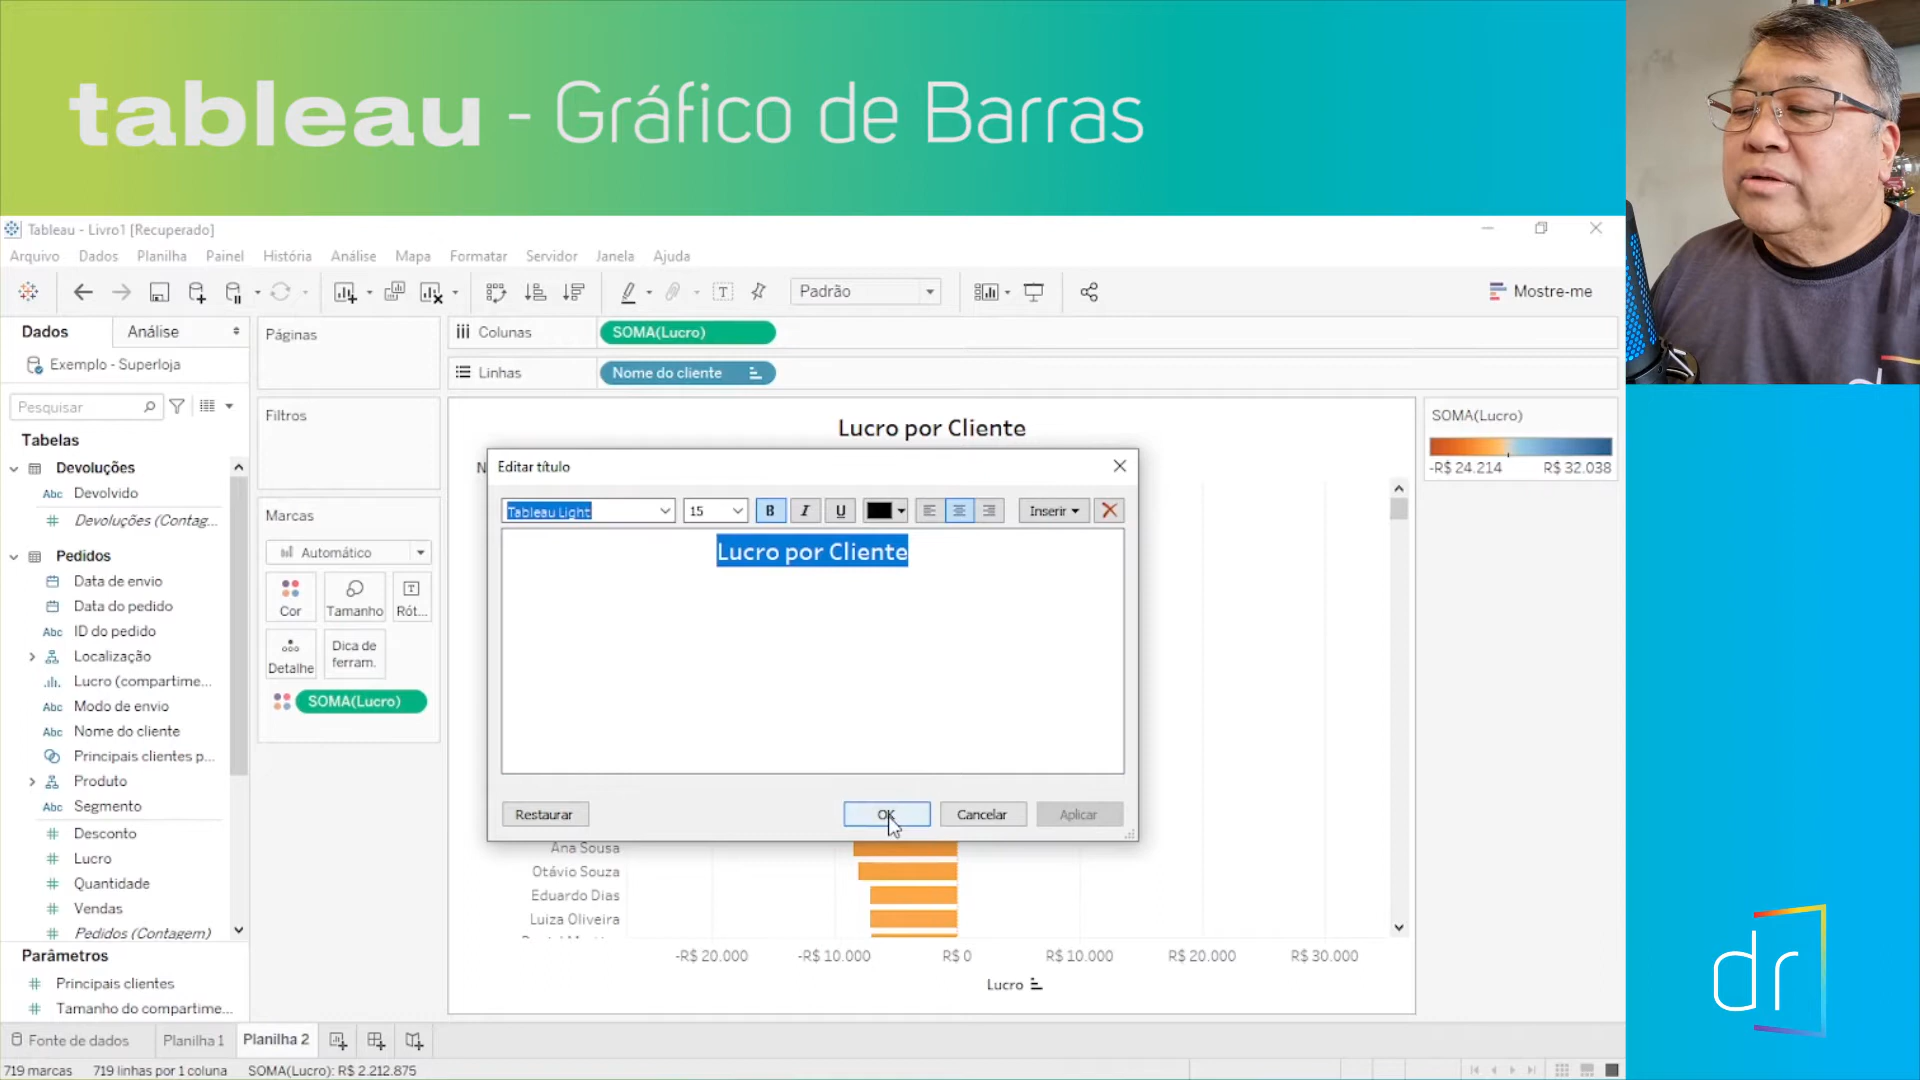 tableau - Gráfico de Barras
Tableau - Livro1 [Recuperado]
Arquivo Dados Planilha Painel História Análise Mapa Formatar Servidor Janela Ajuda
Padrão
Mostre-me
Dados
Análise
Exemplo - Superloja
Pesquisar
Tabelas
Devoluções
Abc Devolvido
Devoluções (Contag...
Pedidos
Data de envio
Data do pedido
Abc ID do pedido
Localização
Lucro (compartime...
Abc Modo de envio
Abc Nome do cliente
Principais clientes p...
Produto
Abc Segmento
Desconto
Lucro
Quantidade
Vendas
Pedidos (Contagem)
Parâmetros
Principais clientes
Tamanho do compartime...
Páginas
Filtros
Marcas
Automático
Cor
Tamanho
Rót...
Detalhe
Dica de
ferram.
SOMA(Lucro)
Colunas
SOMA(Lucro)
Linhas
Nome do cliente
Lucro por Cliente
N
Editar título
Tableau Light
15
B I U
Inserir
Lucro por Cliente
Restaurar
OK
Cancelar
Aplicar
Ana Sousa
Otávio Souza
Eduardo Dias
Luiza Oliveira
-R$ 20.000 -R$ 10.000 R$ 0 R$ 10.000 R$ 20.000 R$ 30.000
Lucro
SOMA(Lucro)
-R$ 24.214 R$ 32.038
dr
Fonte de dados
Planilha 1
Planilha 2
719 marcas 719 linhas por 1 coluna SOMA(Lucro): R$ 2.212.875